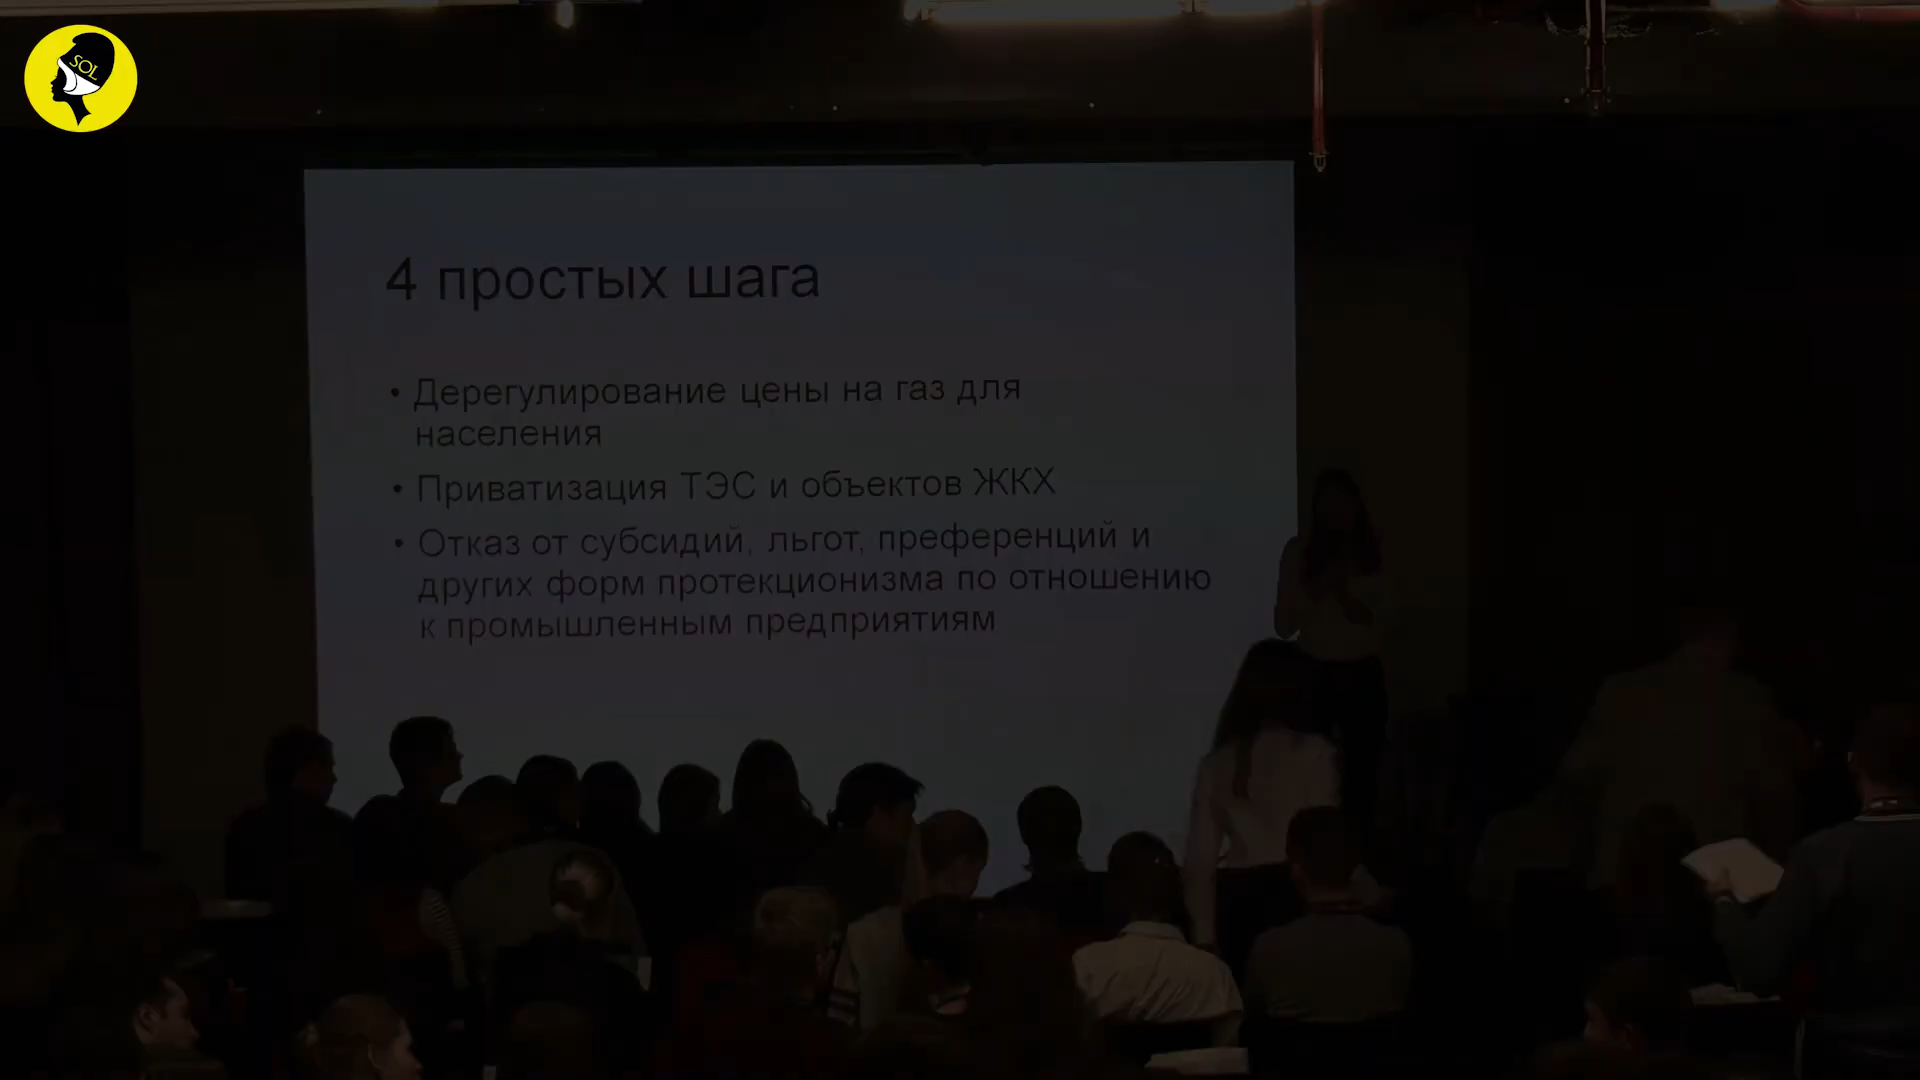 SOL
4 простых шага
• Дерегулирование цены на газ для
населения
• Приватизация ТЭС и объектов ЖКХ
• Отказ от субсидий, льгот, преференций и
других форм протекционизма по отношению
к промышленным предприятиям